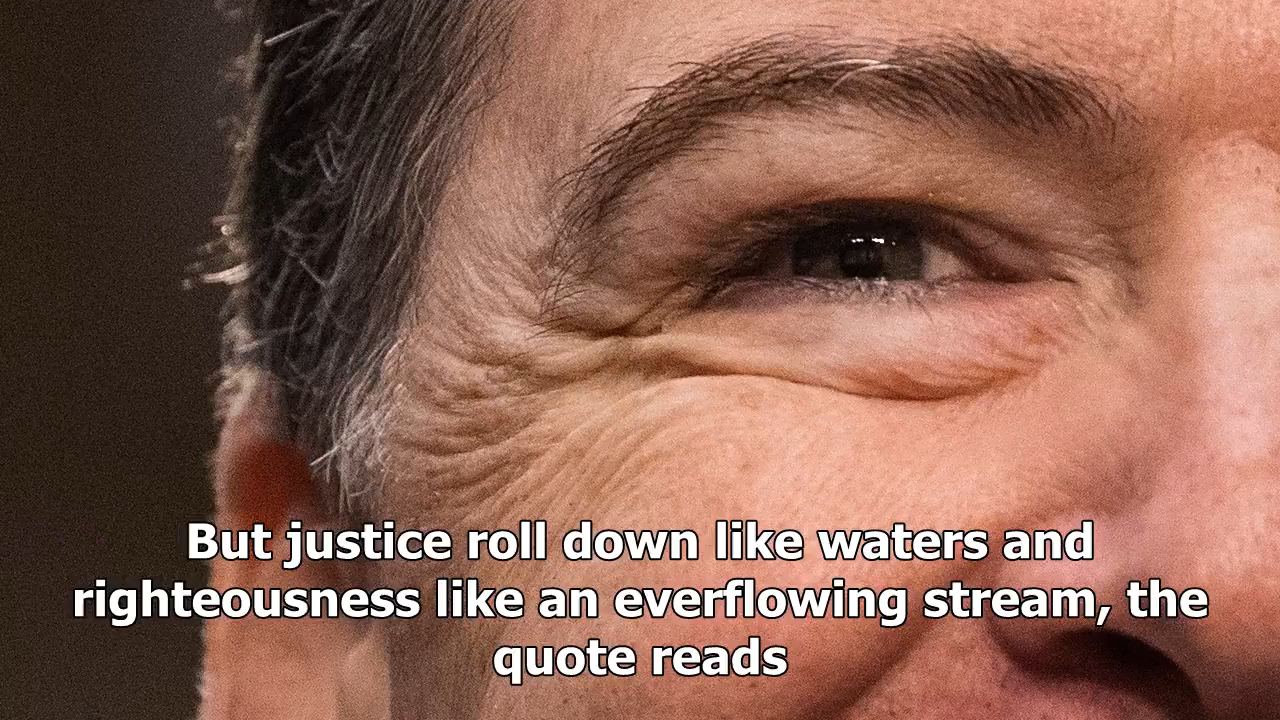 But justice roll down like waters and
righteousness like an everflowing stream, the
quote reads